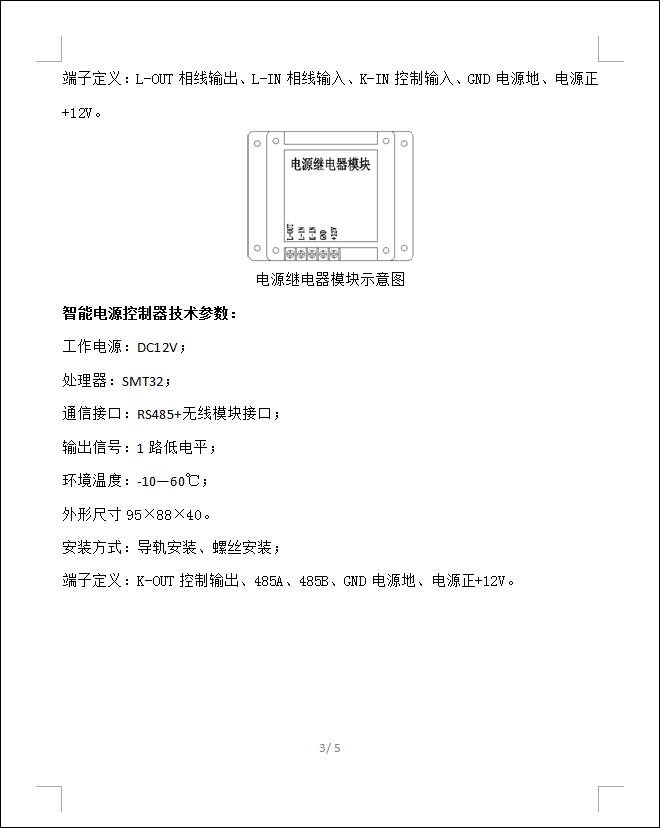 端子定义：L-OUT 相线输出、L-IN 相线输入、K-IN 控制输入、GND 电源地、电源正
+12V。
电源继电器模块
L-OUT
L-IN
K-IN
GND
+12V
电源继电器模块示意图
智能电源控制器技术参数：
工作电源：DC12V；
处理器：SMT32；
通信接口：RS485+无线模块接口；
输出信号：1 路低电平；
环境温度：-10—60℃；
外形尺寸 95×88×40。
安装方式：导轨安装、螺丝安装；
端子定义：K-OUT 控制输出、485A、485B、GND 电源地、电源正+12V。
3/ 5